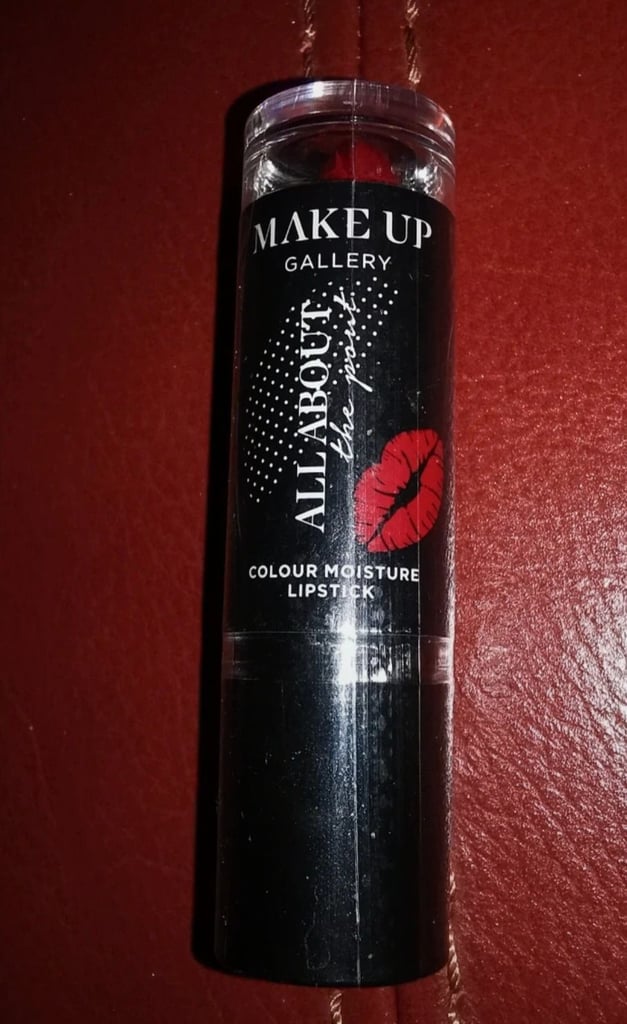 MAKE UP
GALLERY
ALL ABOUT
the pout
COLOUR MOISTURE
LIPSTICK